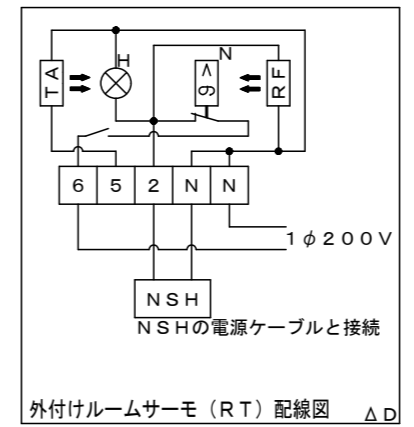 H
N
TA
9 >
RF
6 5 2 N N
1φ200V
NSH
NSHの電源ケーブルと接続
外付けルームサーモ(RT)配線図 ΔD